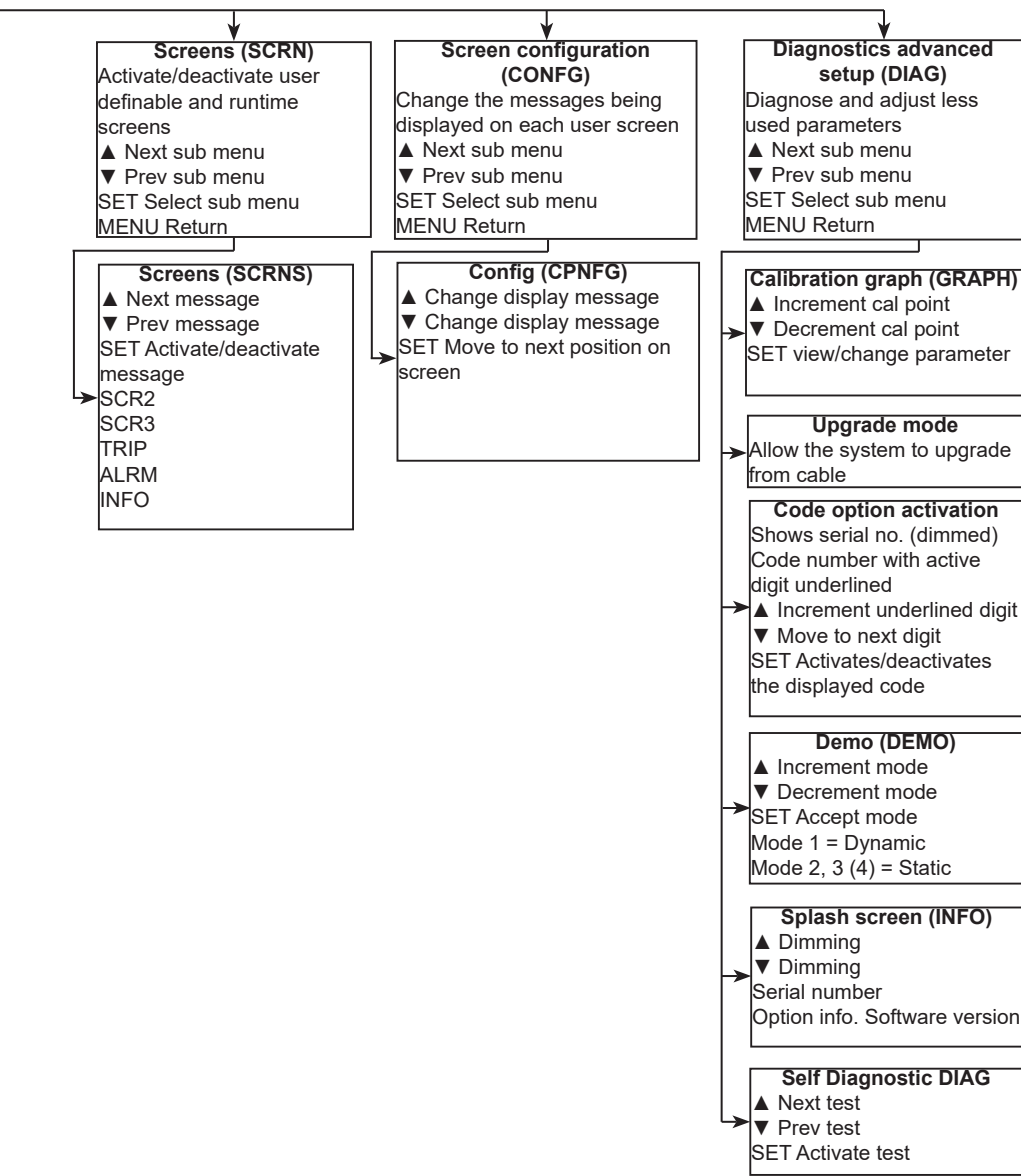 Screens (SCRN)
Activate/deactivate user
definable and runtime
screens
▲ Next sub menu
▼ Prev sub menu
SET Select sub menu
MENU Return
Screens (SCRNS)
▲ Next message
▼ Prev message
SET Activate/deactivate
message
SCR2
SCR3
TRIP
ALRM
INFO
Screen configuration
(CONFG)
Change the messages being
displayed on each user screen
▲ Next sub menu
▼ Prev sub menu
SET Select sub menu
MENU Return
Config (CPNFG)
▲ Change display message
▼ Change display message
SET Move to next position on
screen
Diagnostics advanced
setup (DIAG)
Diagnose and adjust less
used parameters
▲ Next sub menu
▼ Prev sub menu
SET Select sub menu
MENU Return
Calibration graph (GRAPH)
▲ Increment cal point
▼ Decrement cal point
SET view/change parameter
Upgrade mode
Allow the system to upgrade
from cable
Code option activation
Shows serial no. (dimmed)
Code number with active
digit underlined
▲ Increment underlined digit
▼ Move to next digit
SET Activates/deactivates
the displayed code
Demo (DEMO)
▲ Increment mode
▼ Decrement mode
SET Accept mode
Mode 1 = Dynamic
Mode 2, 3 (4) = Static
Splash screen (INFO)
▲ Dimming
▼ Dimming
Serial number
Option info. Software version
Self Diagnostic DIAG
▲ Next test
▼ Prev test
SET Activate test